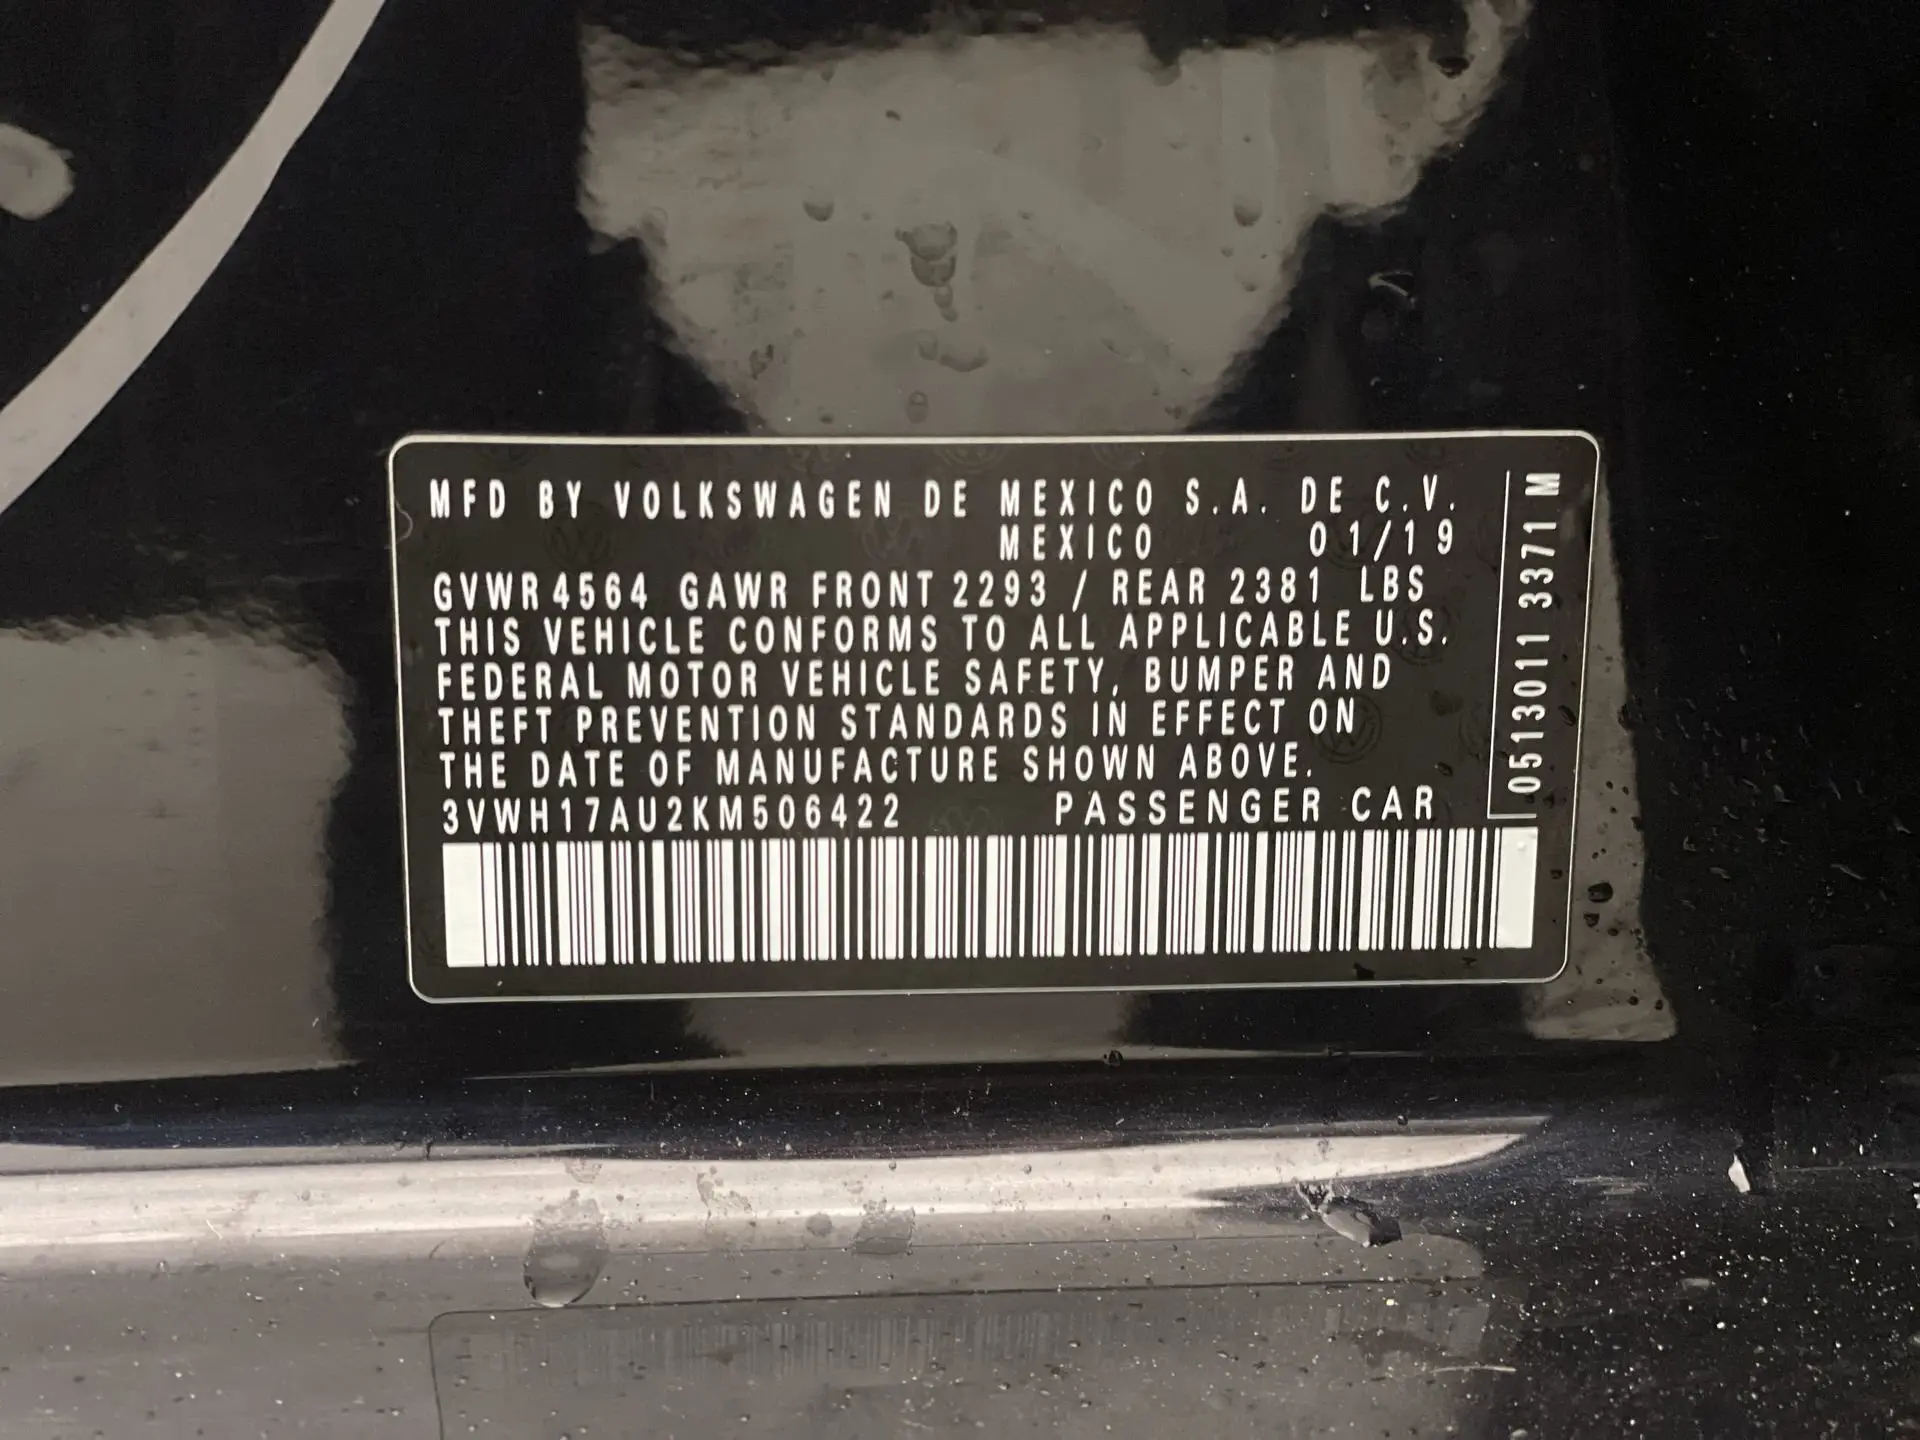 MFD BY VOLKSWAGEN DE MEXICO S.A. DE C.V.
MEXICO 01/19
GVWR 4564 GAWR FRONT 2293 / REAR 2381 LBS
THIS VEHICLE CONFORMS TO ALL APPLICABLE U.S.
FEDERAL MOTOR VEHICLE SAFETY, BUMPER AND
THEFT PREVENTION STANDARDS IN EFFECT ON
THE DATE OF MANUFACTURE SHOWN ABOVE.
3VWH17AU2KM506422 PASSENGER CAR
0513011 3371 M